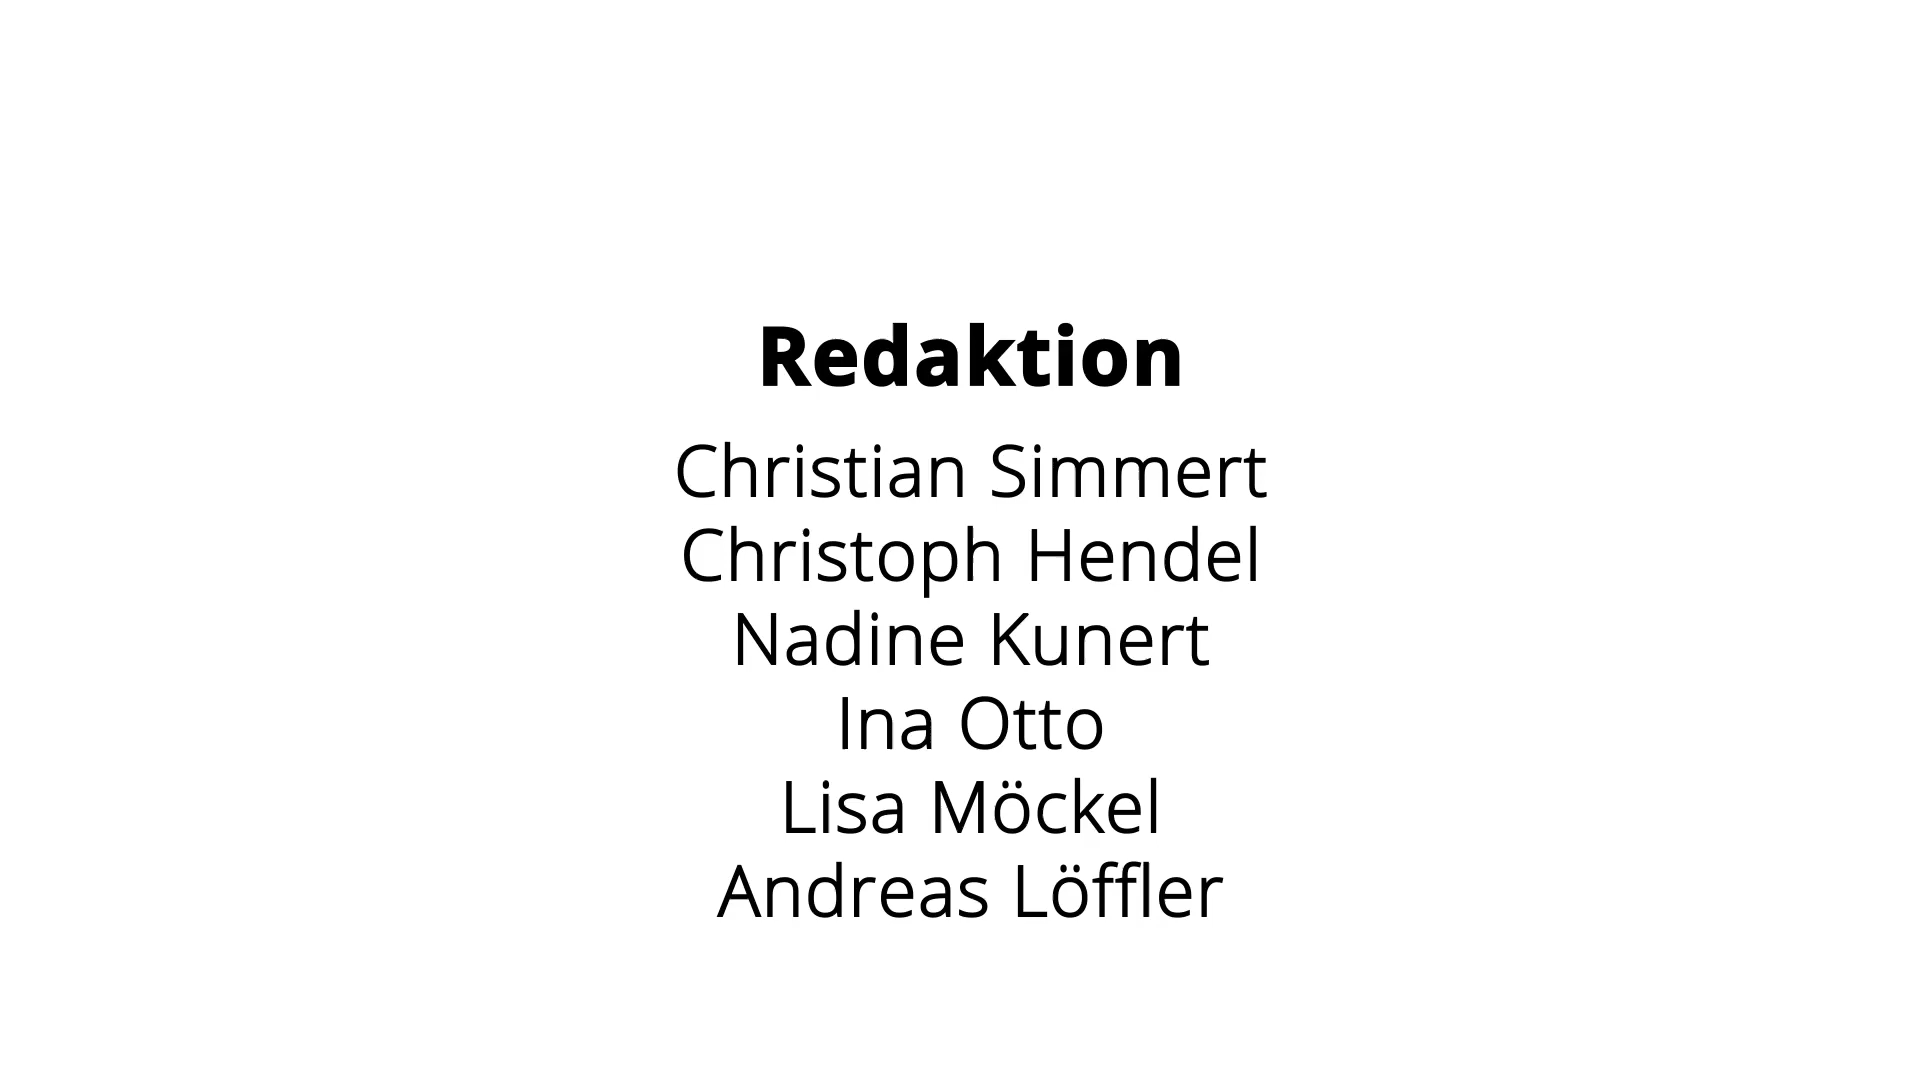 Redaktion
Christian Simmert
Christoph Hendel
Nadine Kunert
Ina Otto
Lisa Möckel
Andreas Löffler